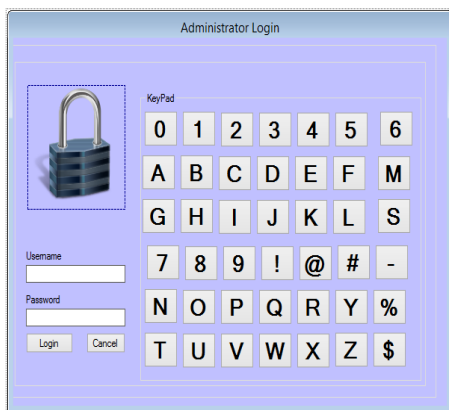 Administrator Login
KeyPad
0 1 2 3 4 5 6
A B C D E F M
G H I J K L S
7 8 9 ! @ # -
N O P Q R Y %
T U V W X Z $
Username
Password
Login Cancel